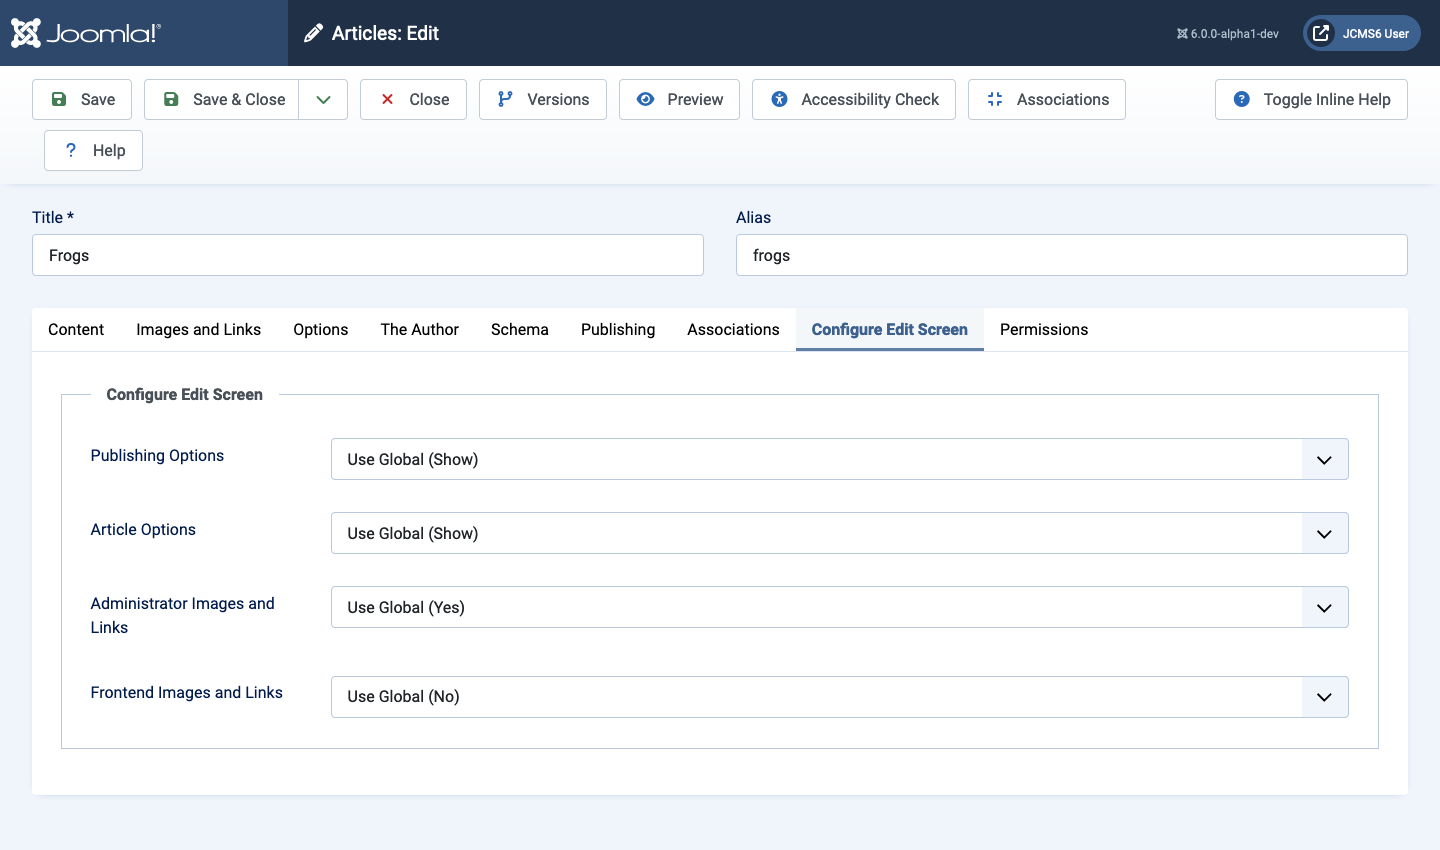 Joomla!®
Articles: Edit
6.0.0-alpha1-dev
JCMS6 User
Save
Save & Close
Close
Versions
Preview
Accessibility Check
Associations
? Toggle Inline Help
? Help
Title *
Alias
Frogs
frogs
Content
Images and Links
Options
The Author
Schema
Publishing
Associations
Configure Edit Screen
Permissions
Configure Edit Screen
Publishing Options
Use Global (Show)
Article Options
Use Global (Show)
Administrator Images and
Links
Use Global (Yes)
Frontend Images and Links
Use Global (No)